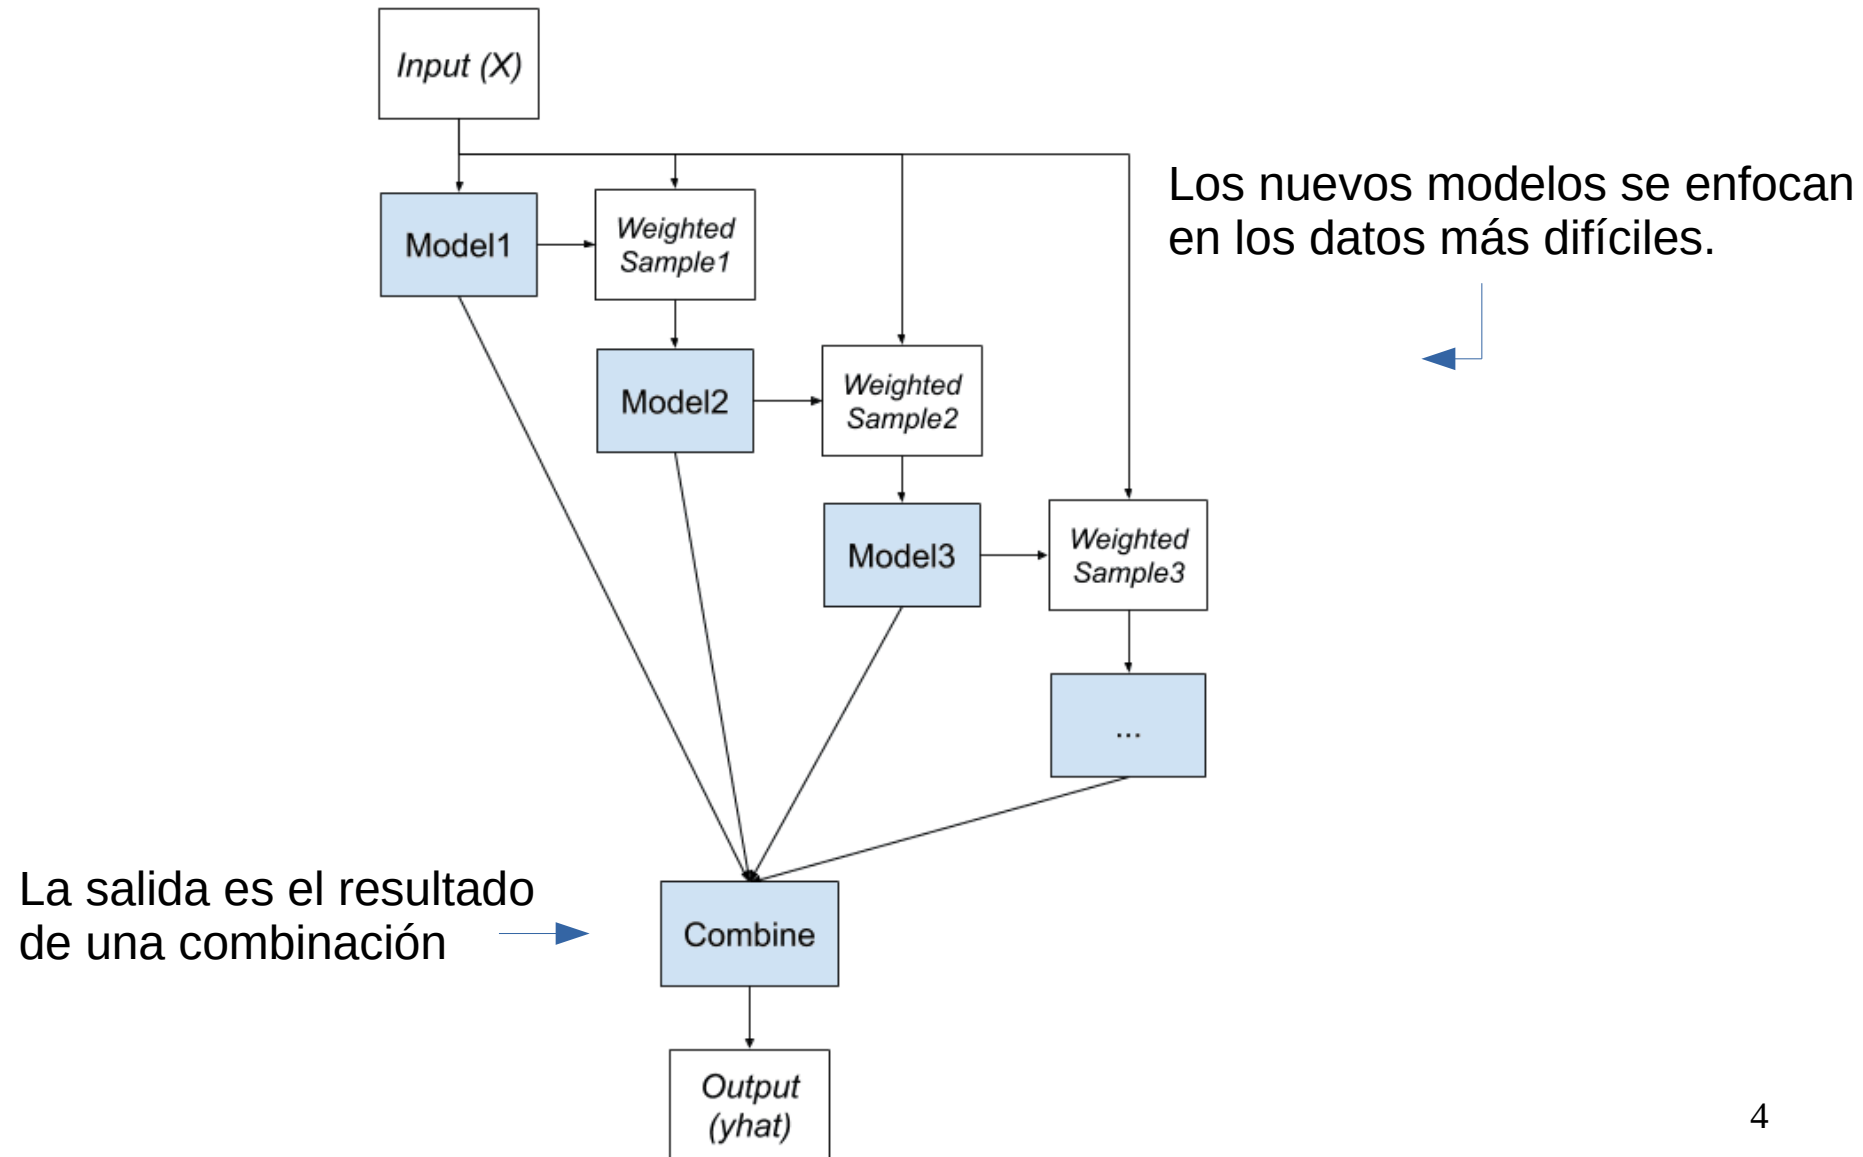 Input (X)
Los nuevos modelos se enfocan
en los datos más difíciles.
Model1
Weighted
Sample1
Model2
Weighted
Sample2
Model3
Weighted
Sample3
...
La salida es el resultado
de una combinación
Combine
Output
(yhat)
4